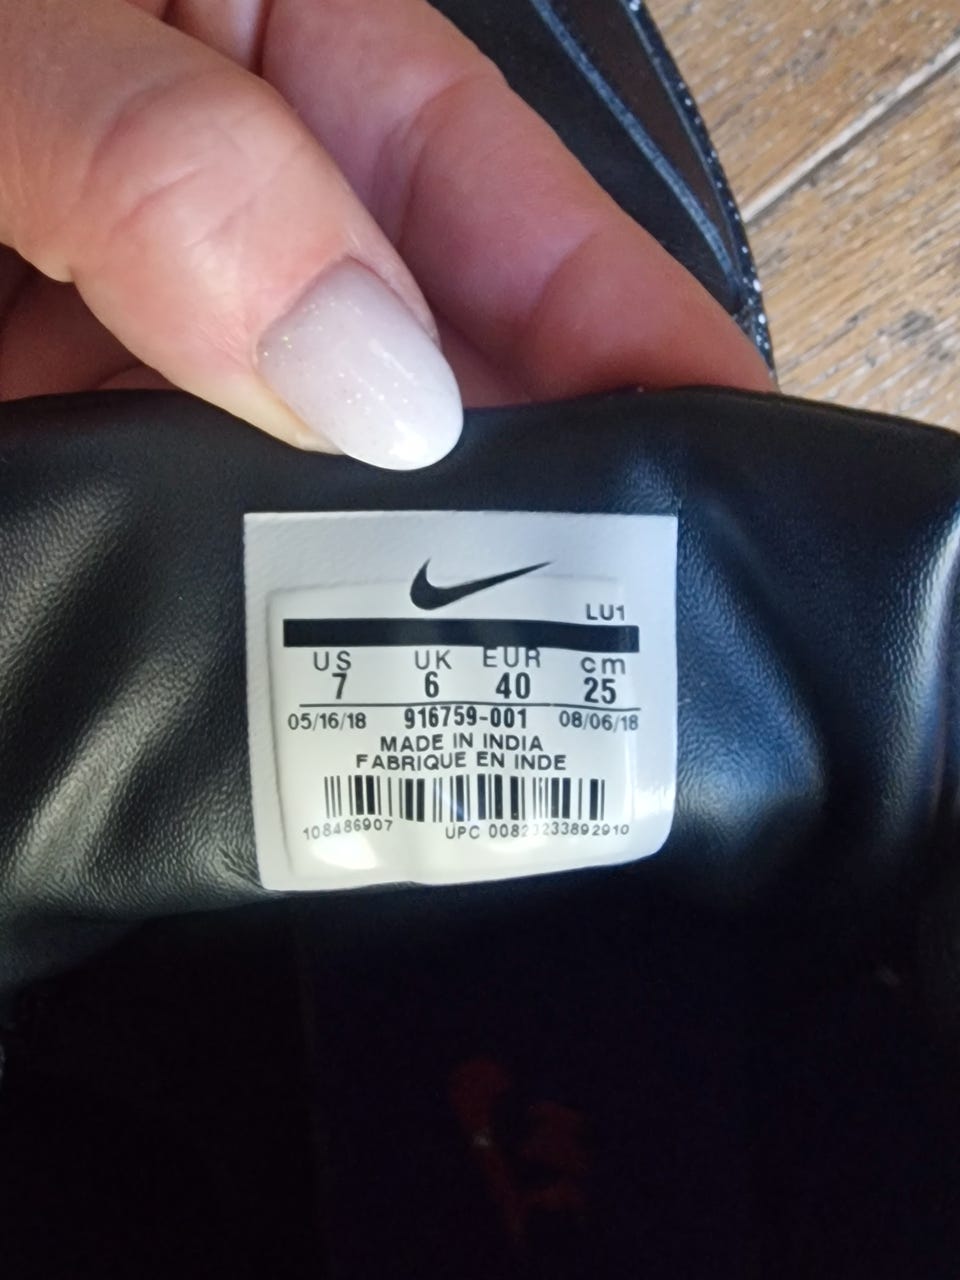 LU1
US UK EUR cm
7 6 40 25
05/16/18 916759-001 08/06/18
MADE IN INDIA
FABRIQUE EN INDE
108486907 UPC